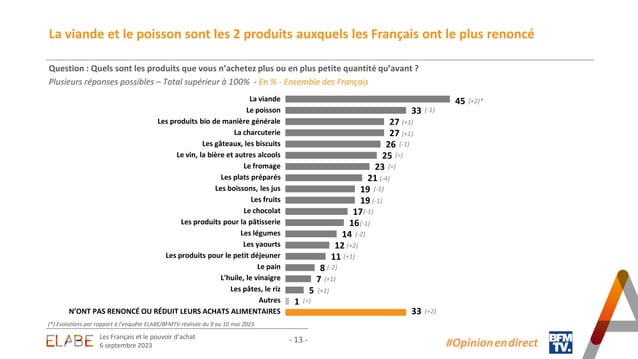 La viande et le poisson sont les 2 produits auxquels les Français ont le plus renoncé
Question : Quels sont les produits que vous n'achetez plus ou en plus petite quantité qu'avant ?
Plusieurs réponses possibles – Total supérieur à 100% - En % - Ensemble des Français
La viande 45 (+2)*
Le poisson 33 (-1)
Les produits bio de manière générale 27 (+1)
La charcuterie 27 (+1)
Les gâteaux, les biscuits 26 (-1)
Le vin, la bière et autres alcools 25 (=)
Le fromage 23 (=)
Les plats préparés 21 (-4)
Les boissons, les jus 19 (-1)
Les fruits 19 (-1)
Le chocolat 17 (-1)
Les produits pour la pâtisserie 16 (-1)
Les légumes 14 (-2)
Les yaourts 12 (+2)
Les produits pour le petit déjeuner 11 (+1)
Le pain 8 (-2)
L'huile, le vinaigre 7 (+1)
Les pâtes, le riz 5 (+1)
Autres 1 (=)
N'ONT PAS RENONCÉ OU RÉDUIT LEURS ACHATS ALIMENTAIRES 33 (+2)
(*) Evolutions par rapport à l'enquête ELABE/BFMTV réalisée du 9 au 10 mai 2023.
ELABE
Les Français et le pouvoir d'achat
6 septembre 2023
- 13 -
#Opinionendirect
BFM
TV.